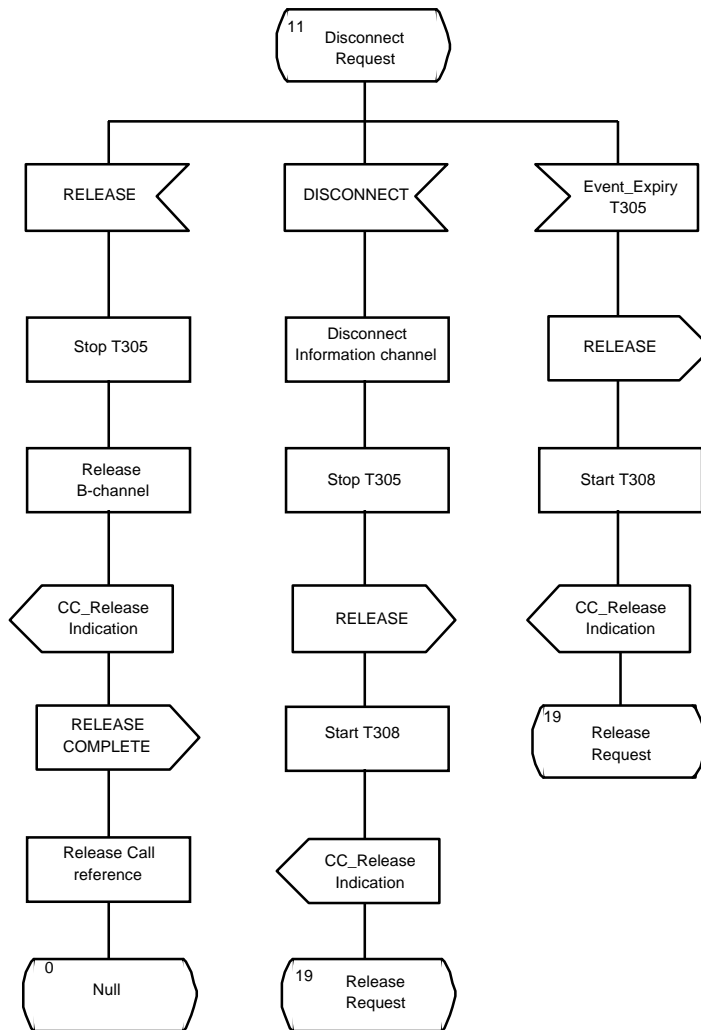 11
Disconnect
Request
RELEASE
Stop T305
Release
B-channel
CC_Release
Indication
RELEASE
COMPLETE
Release Call
reference
0
Null
DISCONNECT
Disconnect
Information channel
Stop T305
RELEASE
Start T308
CC_Release
Indication
19
Release
Request
Event_Expiry
T305
RELEASE
Start T308
CC_Release
Indication
19
Release
Request